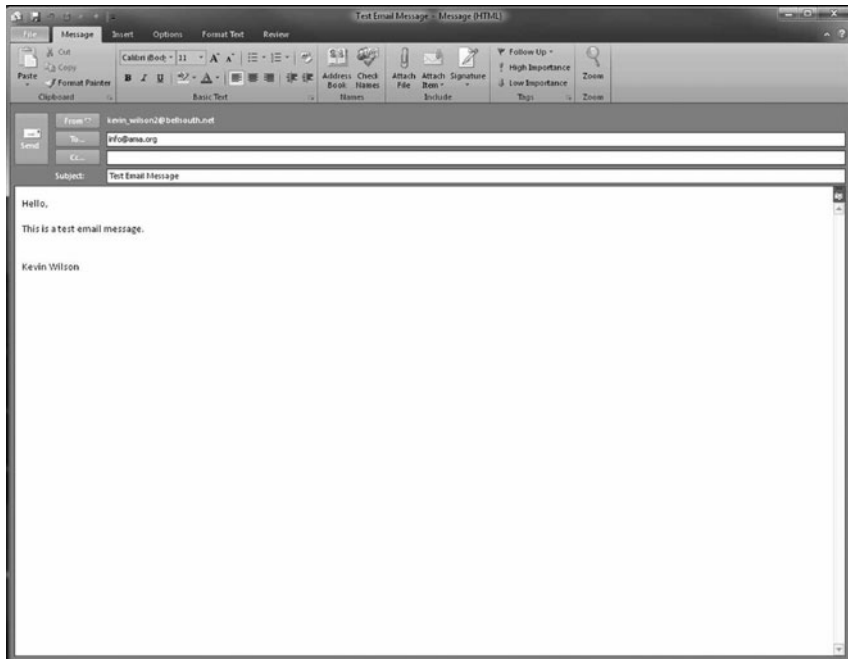 Test Email Message - Message (HTML)
File Message Insert Options Format Text Review
Paste
Cut
Copy
Format Painter
Clipboard
Calibri (Body 11
B I U
Basic Text
Address Book
Check Names
Names
Attach File
Attach Item
Signature
Include
Follow Up
High Importance
Low Importance
Tags
Zoom
Zoom
Send
From
kevin_wilson2@bellsouth.net
To...
info@ama.org
Cc...
Subject:
Test Email Message
Hello,
This is a test email message.
Kevin Wilson